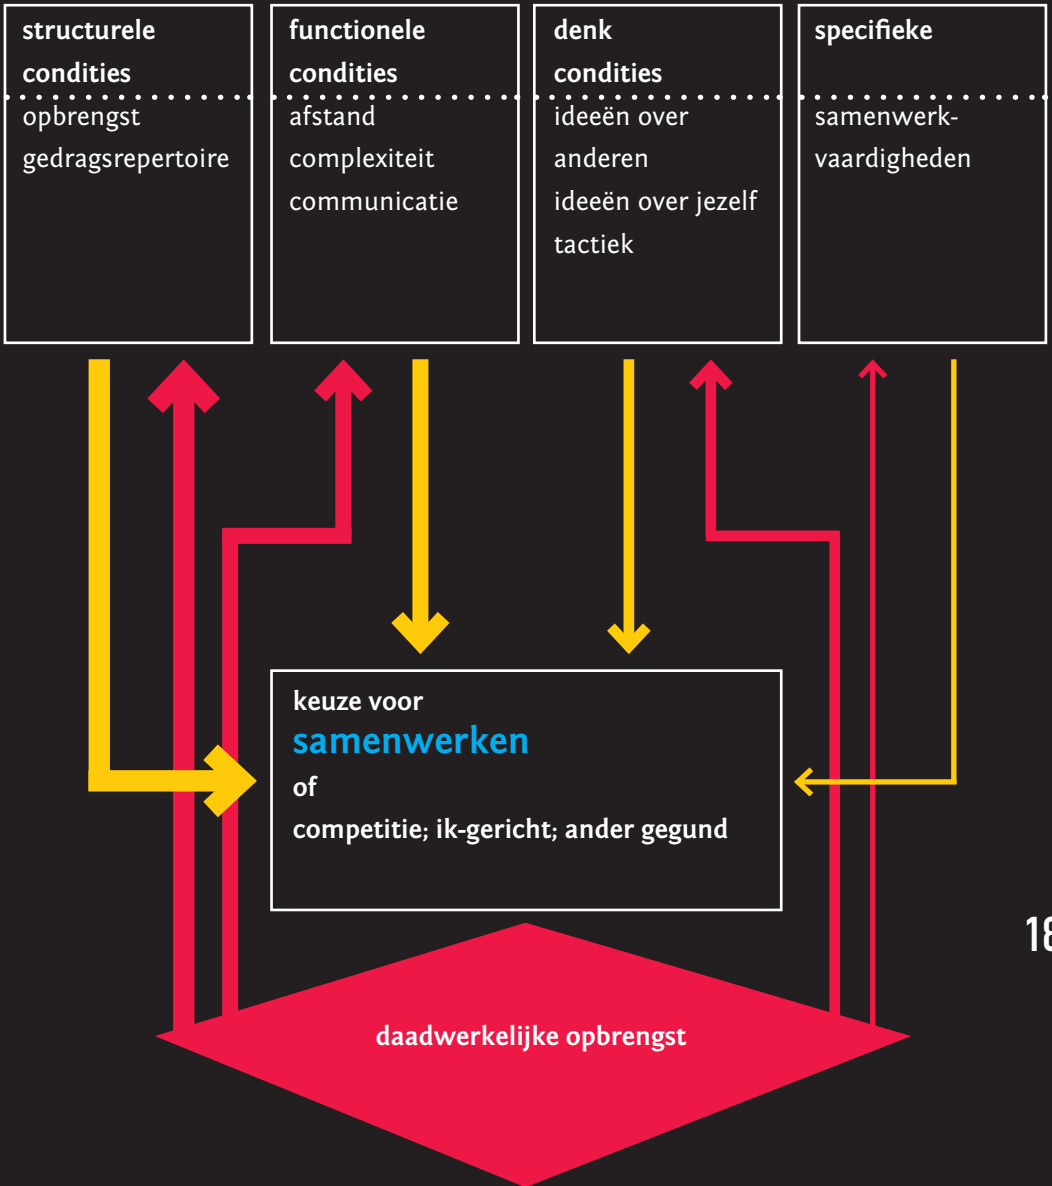 structurele
condities
opbrengst
gedragsrepertoire
functionele
condities
afstand
complexiteit
communicatie
denk
condities
ideeën over
anderen
ideeën over jezelf
tactiek
specifieke
samenwerk-
vaardigheden
keuze voor
samenwerken
of
competitie; ik-gericht; ander gegund
daadwerkelijke opbrengst